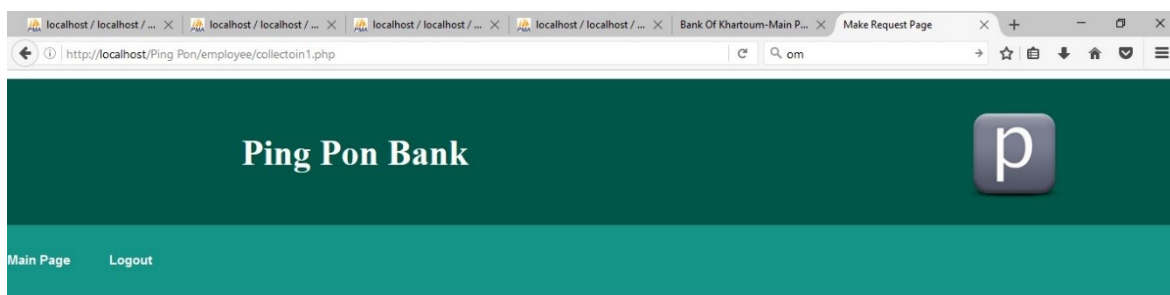 localhost / localhost / ... localhost / localhost / ... localhost / localhost / ... localhost / localhost / ... Bank Of Khartoum-Main P... Make Request Page
http://localhost/Ping Pon/employee/collectoin1.php om
Ping Pon Bank
p
Main Page Logout